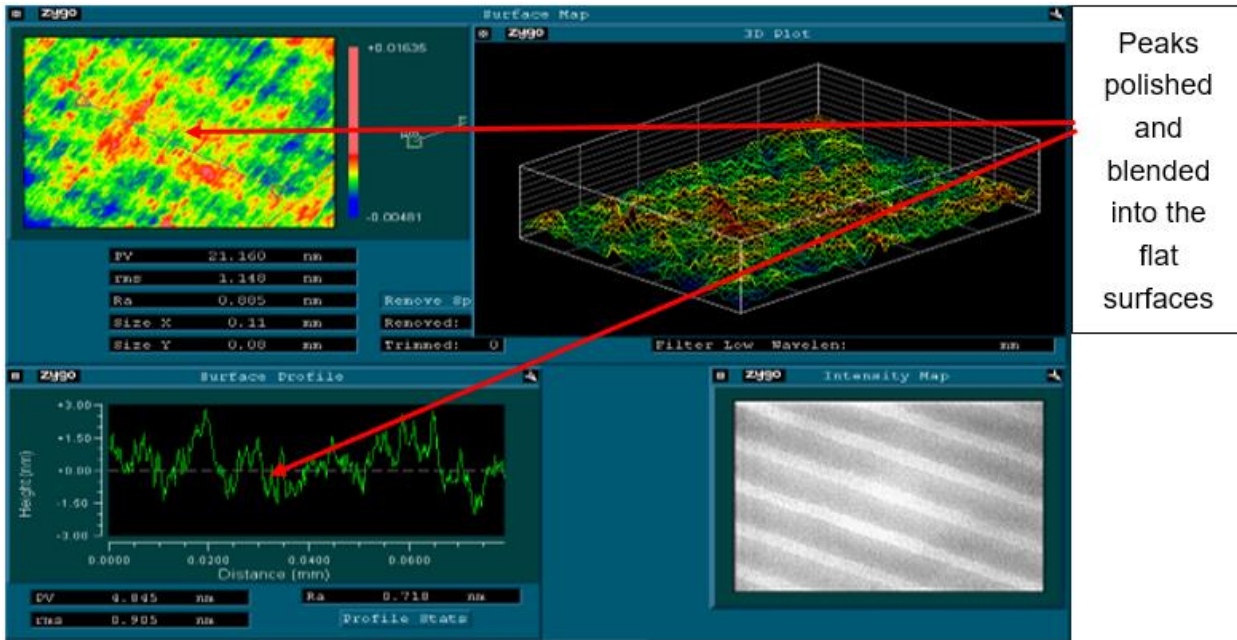 zygo
Surface Map
zygo
3D Plot
+0.01635
-0.00481
PV 21.160 nm
rms 1.148 nm
Ra 0.885 nm
Size X 0.11 mm
Size Y 0.08 mm
Remove Sp
Removed:
Trimmed: 0
Filter Low Wavelen: mm
Peaks
polished
and
blended
into the
flat
surfaces
zygo
Surface Profile
+3.00
+1.50
+0.00
-1.50
-3.00
Height (nm)
0.0000 0.0200 0.0400 0.0600
Distance (mm)
PV 4.845 nm
Ra 0.718 nm
rms 0.905 nm
Profile Stats
zygo
Intensity Map